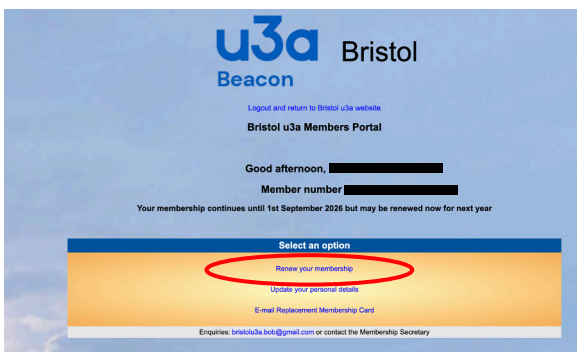 u3a Bristol
Beacon
Logout and return to Bristol u3a website
Bristol u3a Members Portal
Good afternoon,
Member number
Your membership continues until 1st September 2026 but may be renewed now for next year
Select an option
Renew your membership
Update your personal details
E-mail Replacement Membership Card
Enquiries: bristolu3a.bob@gmail.com or contact the Membership Secretary